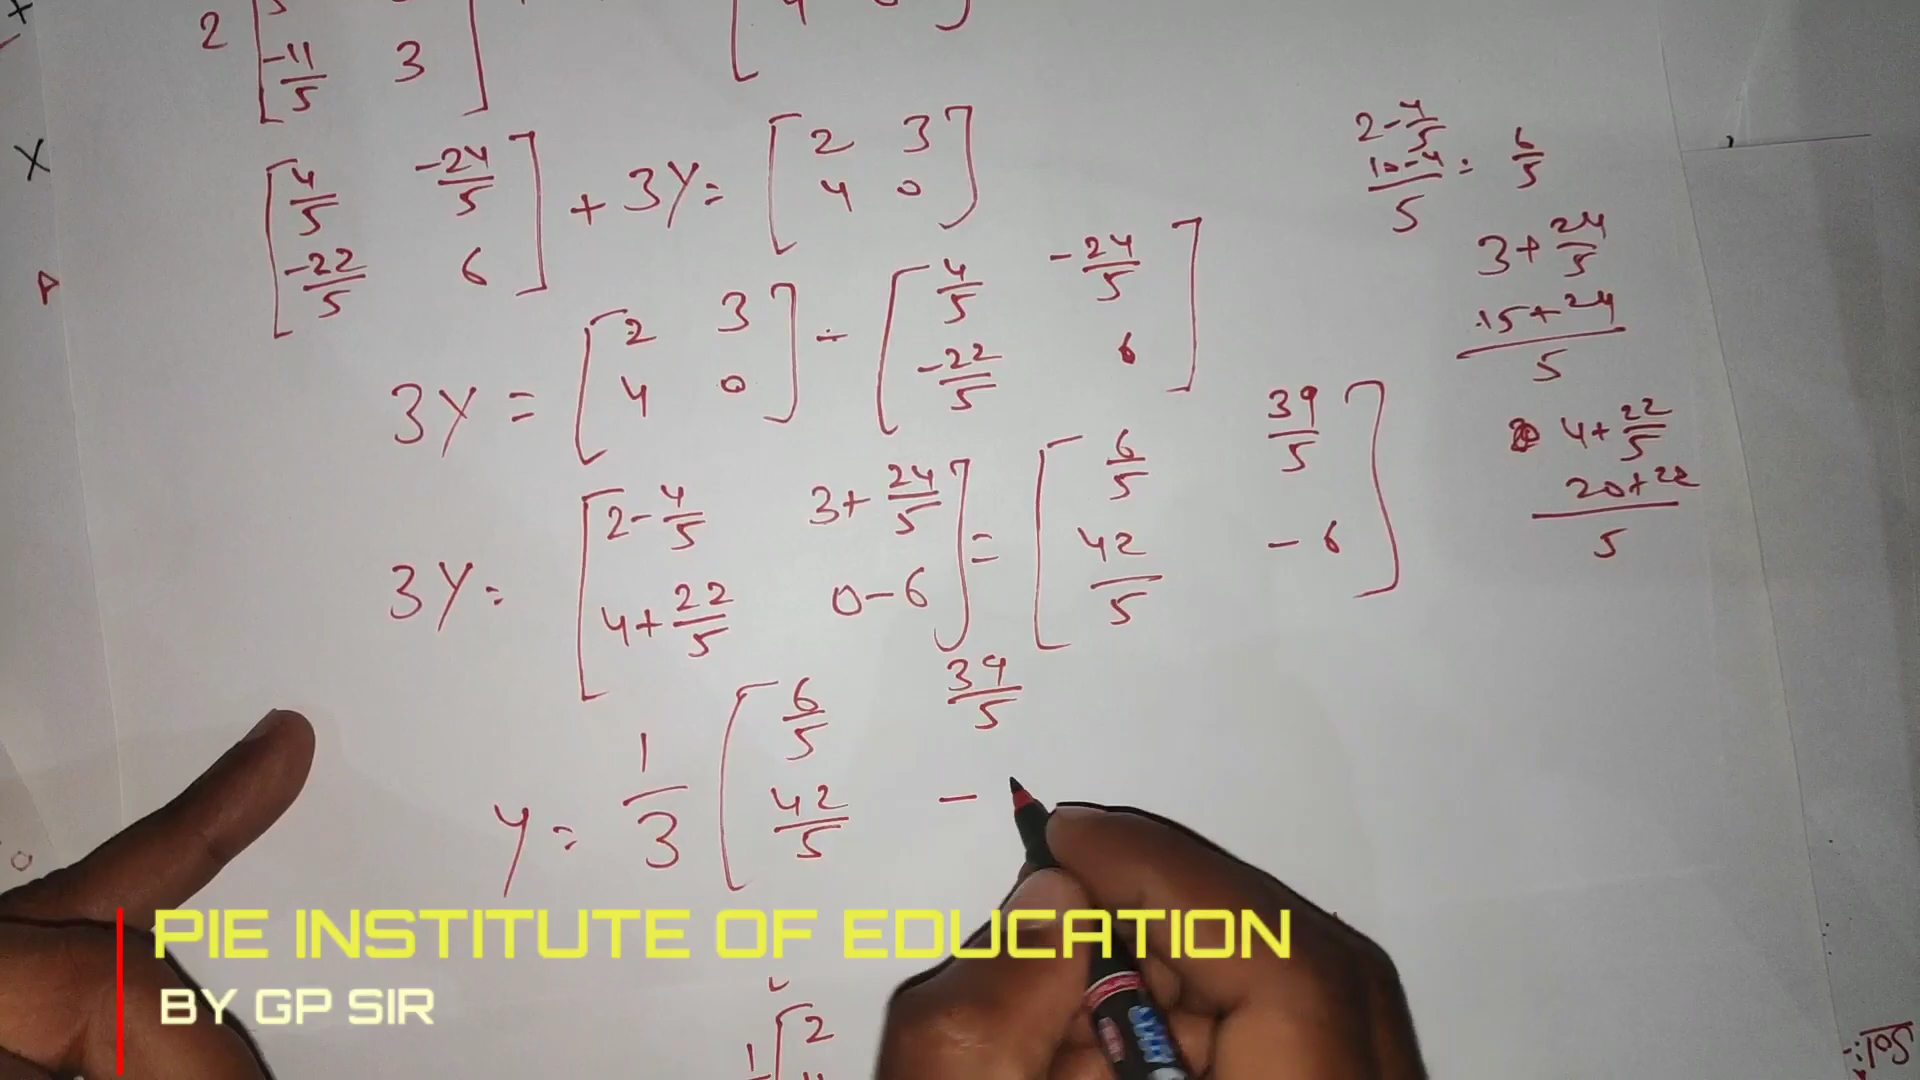 2 [ -11/5 3 ]
[ 4/5 -24/5 ] + 3Y = [ 2 3 ]
[ -22/5 6 ] [ 4 0 ]
3Y = [ 2 3 ] - [ 4/5 -24/5 ]
[ 4 0 ] [ -22/5 6 ]
3Y = [ 2-4/5 3+24/5 ] = [ 6/5 39/5 ]
[ 4+22/5 0-6 ] [ 42/5 -6 ]
y = 1/3 [ 6/5 39/5
42/5 -
2-4/5
10-4/5 = 6/5
3+24/5
15+24/5
4+22/5
20+22/5
X
PIE INSTITUTE OF EDUCATION
BY GP SIR
1 [ 2
Sol:-